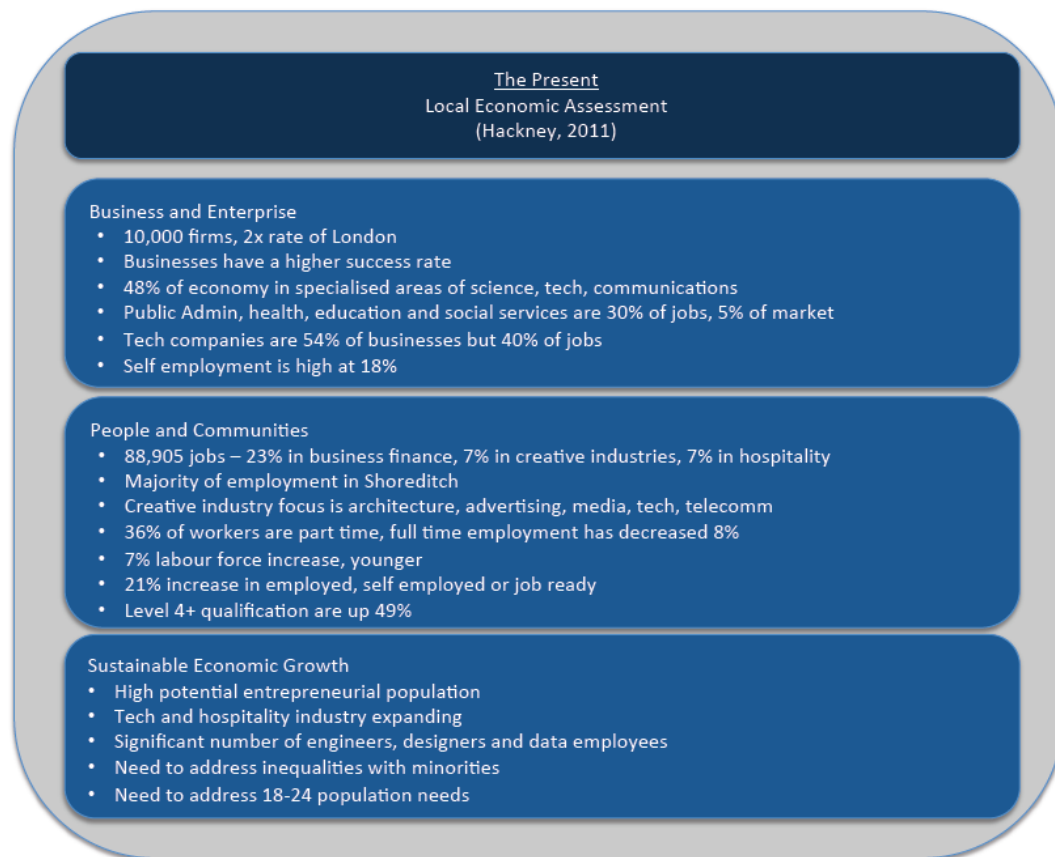 The Present
Local Economic Assessment
(Hackney, 2011)
Business and Enterprise
• 10,000 firms, 2x rate of London
• Businesses have a higher success rate
• 48% of economy in specialised areas of science, tech, communications
• Public Admin, health, education and social services are 30% of jobs, 5% of market
• Tech companies are 54% of businesses but 40% of jobs
• Self employment is high at 18%
People and Communities
• 88,905 jobs – 23% in business finance, 7% in creative industries, 7% in hospitality
• Majority of employment in Shoreditch
• Creative industry focus is architecture, advertising, media, tech, telecomm
• 36% of workers are part time, full time employment has decreased 8%
• 7% labour force increase, younger
• 21% increase in employed, self employed or job ready
• Level 4+ qualification are up 49%
Sustainable Economic Growth
• High potential entrepreneurial population
• Tech and hospitality industry expanding
• Significant number of engineers, designers and data employees
• Need to address inequalities with minorities
• Need to address 18-24 population needs